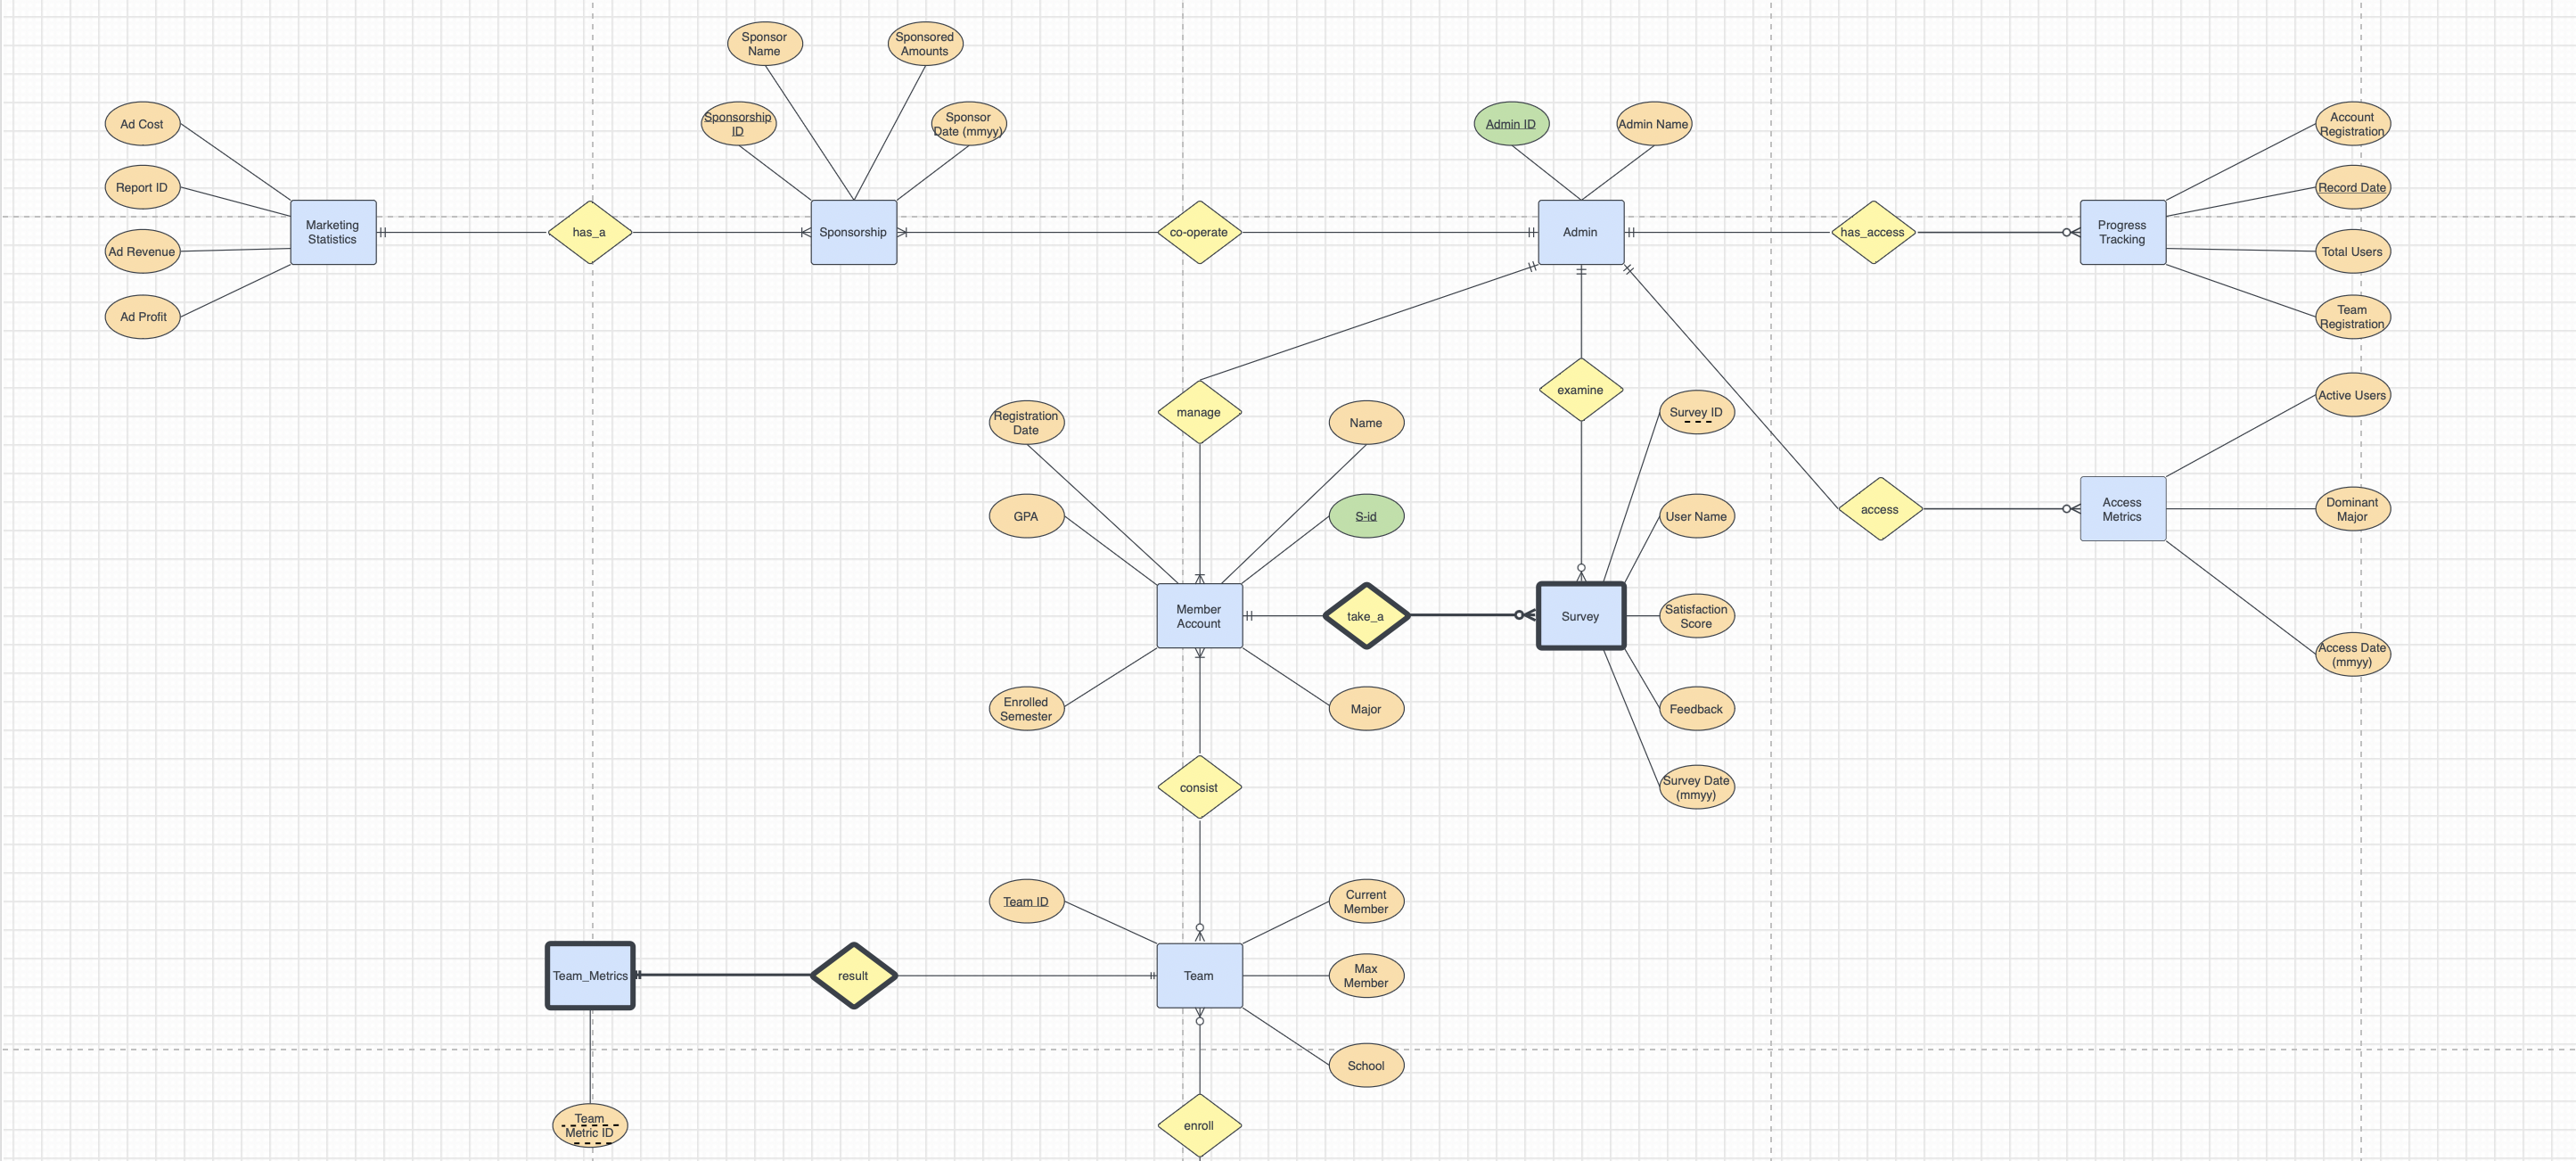 Sponsor
Name
Sponsored
Amounts
Ad Cost
Sponsorship
ID
Sponsor
Date (mmyy)
Admin ID
Admin Name
Account
Registration
Report ID
Record Date
Marketing
Statistics
has_a
Sponsorship
co-operate
Admin
has_access
Progress
Tracking
Ad Revenue
Total Users
Ad Profit
Team
Registration
examine
Active Users
Registration
Date
manage
Name
Survey ID
GPA
S-id
User Name
access
Access
Metrics
Dominant
Major
Member
Account
take_a
Survey
Satisfaction
Score
Access Date
(mmyy)
Enrolled
Semester
Major
Feedback
consist
Survey Date
(mmyy)
Team ID
Current
Member
Team_Metrics
result
Team
Max
Member
School
Team
Metric ID
enroll